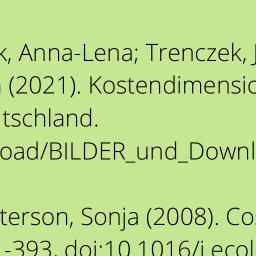 k, Anna-Lena; Trenczek, J
(2021). Kostendimensio
tschland.
oad/BILDER_und_Downl
terson, Sonja (2008). Co
-393. doi:10.1016/j.ecol